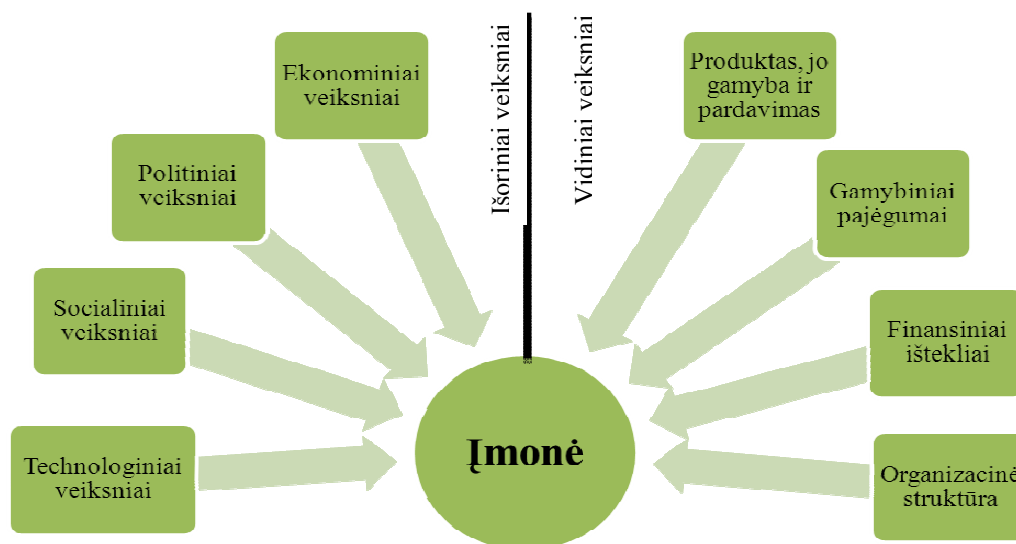 Ekonominiai
veiksniai
Politiniai
veiksniai
Socialiniai
veiksniai
Technologiniai
veiksniai
Išoriniai veiksniai
Vidiniai veiksniai
Produktas, jo
gamyba ir
pardavimas
Gamybiniai
pajėgumai
Finansiniai
ištekliai
Organizacinė
struktūra
Įmonė